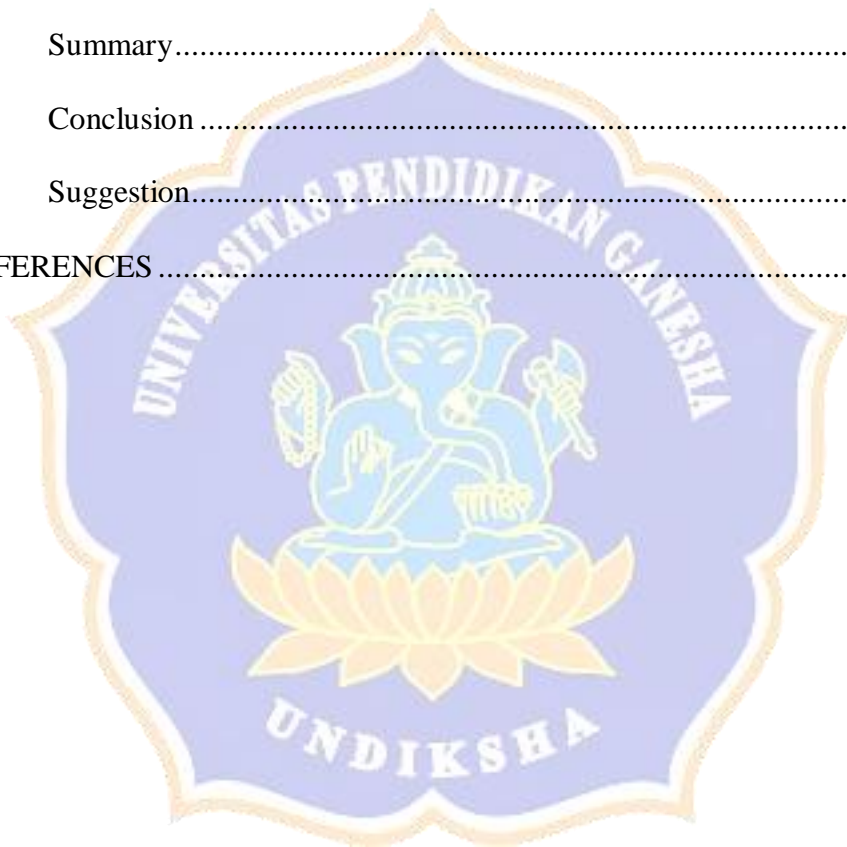 Summary................................................................................
Conclusion ................................................................................
Suggestion................................................................................
FERENCES ................................................................................
UNIVERSITAS PENDIDIKAN GANESHA
UNDIKSHA